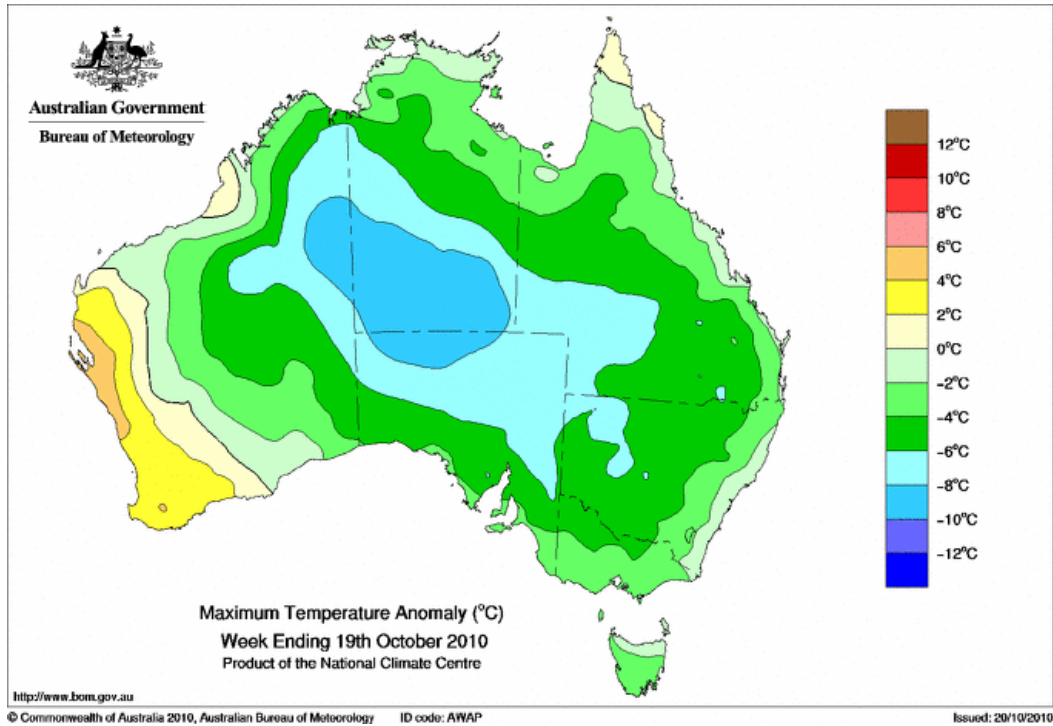 Australian Government
Bureau of Meteorology
12°C
10°C
8°C
6°C
4°C
2°C
0°C
-2°C
-4°C
-6°C
-8°C
-10°C
-12°C
Maximum Temperature Anomaly (°C)
Week Ending 19th October 2010
Product of the National Climate Centre
http://www.bom.gov.au
© Commonwealth of Australia 2010, Australian Bureau of Meteorology ID code: AWAP Issued: 20/10/2010